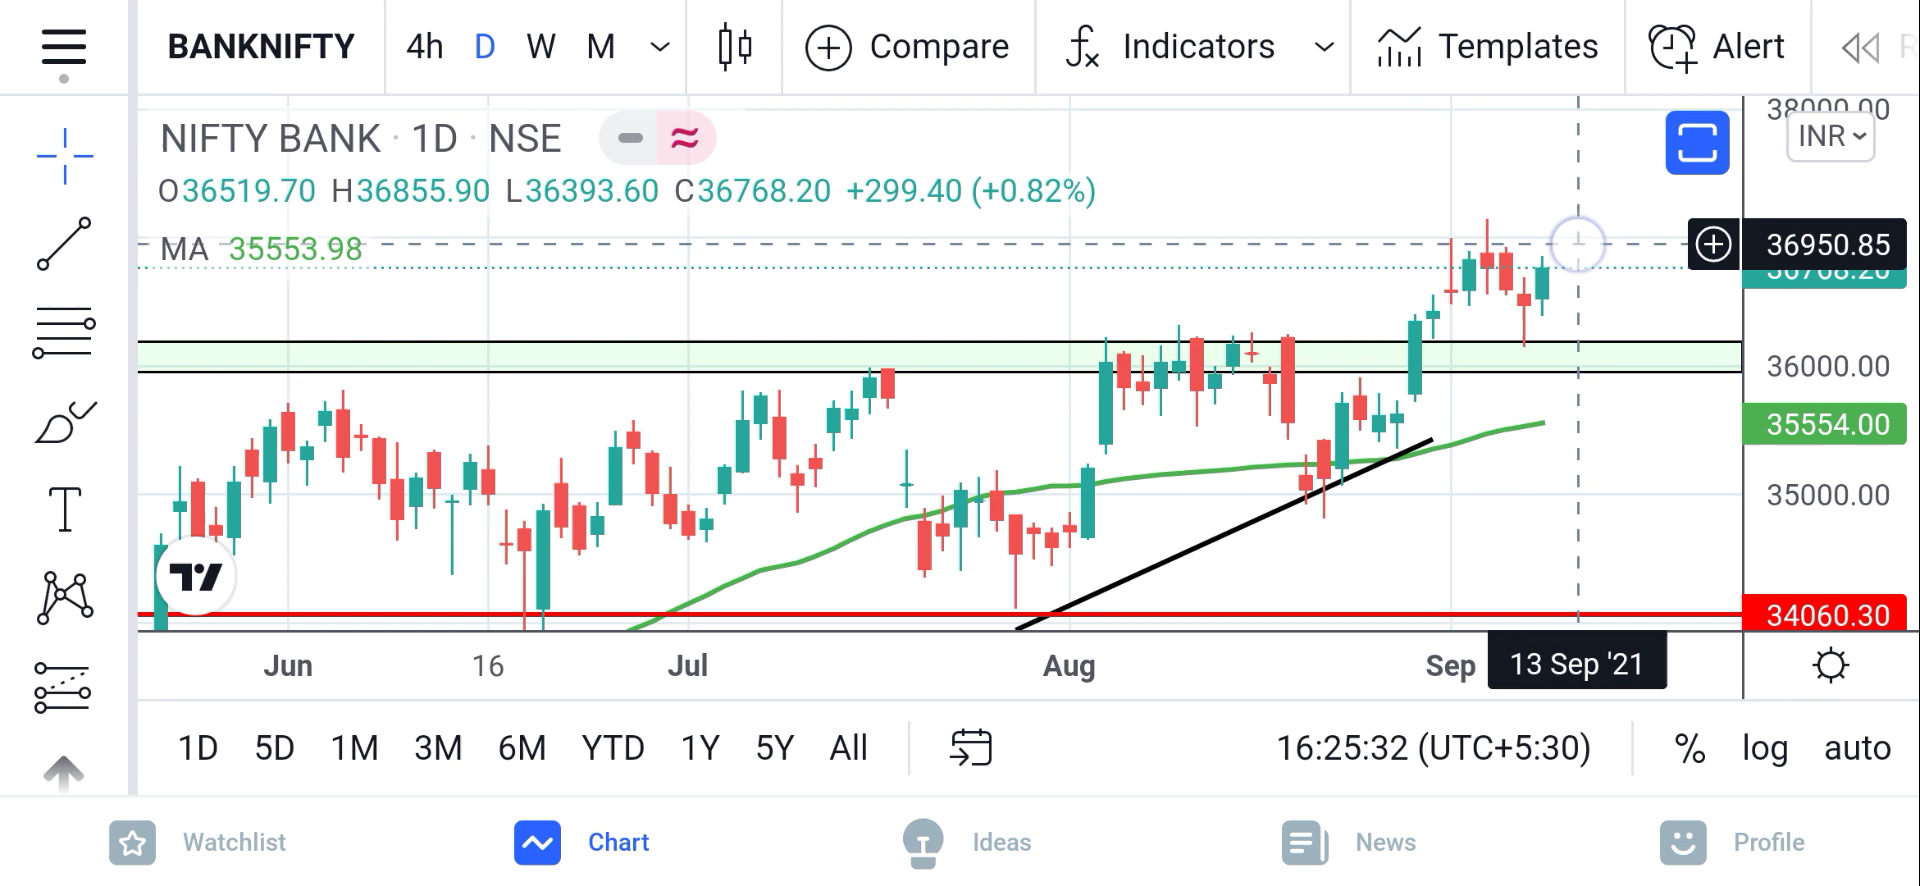 BANKNIFTY 4h D W M Compare Indicators Templates Alert
38000.00
NIFTY BANK · 1D · NSE
INR
O36519.70 H36855.90 L36393.60 C36768.20 +299.40 (+0.82%)
MA 35553.98
36950.85
36768.20
36000.00
35554.00
35000.00
34060.30
Jun 16 Jul Aug Sep 13 Sep '21
1D 5D 1M 3M 6M YTD 1Y 5Y All 16:25:32 (UTC+5:30) % log auto
Watchlist Chart Ideas News Profile